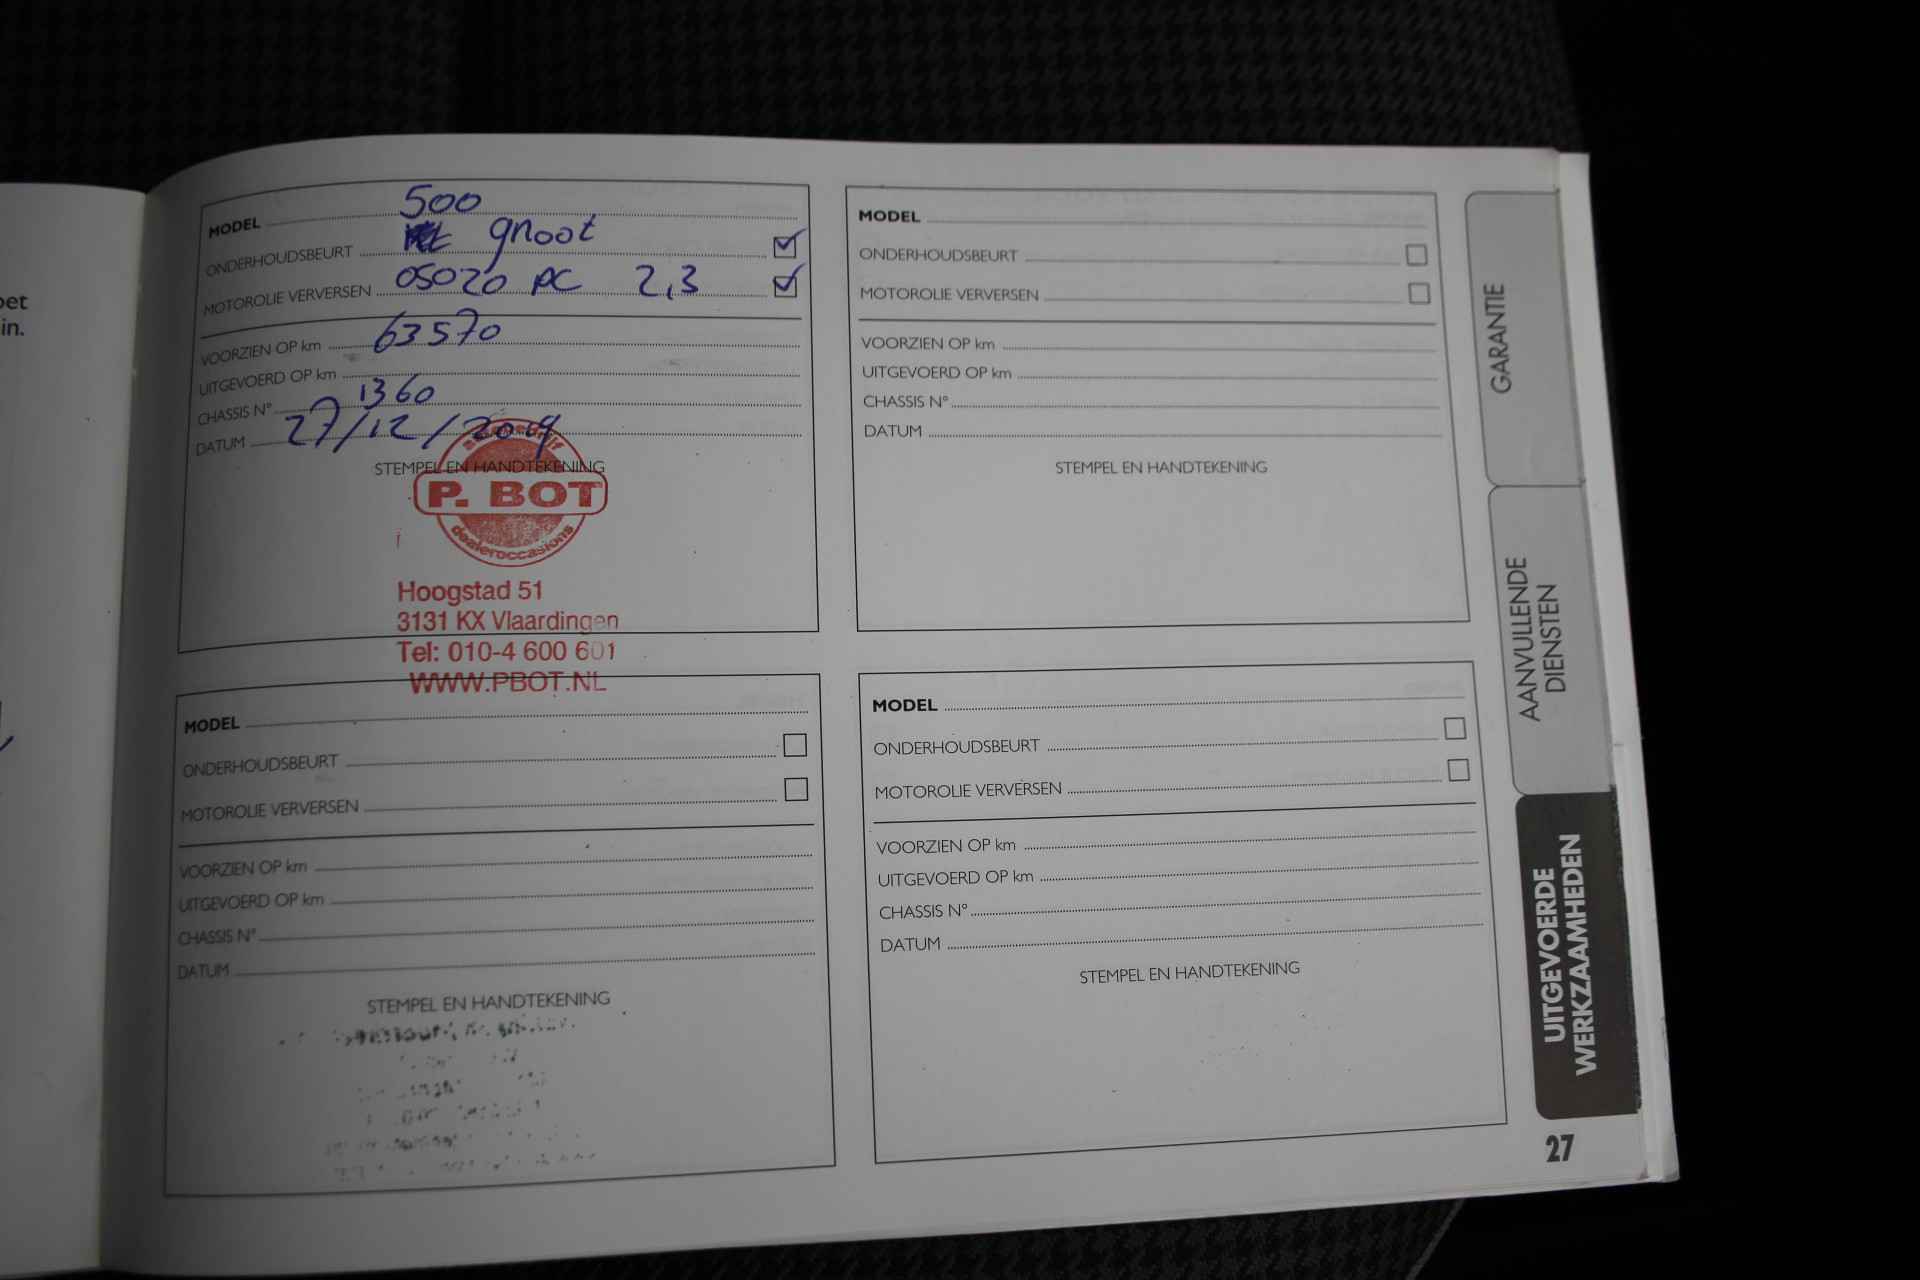 oet
in.
MODEL 500
ONDERHOUDSBEURT groot
MOTOROLIE VERVERSEN 05020 PC 2,3
VOORZIEN OP km 63570
UITGEVOERD OP km
CHASSIS N° 1360
DATUM 27/12/2019
STEMPEL EN HANDTEKENING
P. BOT
dealeroccasions
Hoogstad 51
3131 KX Vlaardingen
Tel: 010-4 600 601
WWW.PBOT.NL
MODEL
ONDERHOUDSBEURT
MOTOROLIE VERVERSEN
VOORZIEN OP km
UITGEVOERD OP km
CHASSIS N°
DATUM
STEMPEL EN HANDTEKENING
MODEL
ONDERHOUDSBEURT
MOTOROLIE VERVERSEN
VOORZIEN OP km
UITGEVOERD OP km
CHASSIS N°
DATUM
STEMPEL EN HANDTEKENING
MODEL
ONDERHOUDSBEURT
MOTOROLIE VERVERSEN
VOORZIEN OP km
UITGEVOERD OP km
CHASSIS N°
DATUM
STEMPEL EN HANDTEKENING
GARANTIE
AANVULLENDE
DIENSTEN
UITGEVOERDE
WERKZAAMHEDEN
27